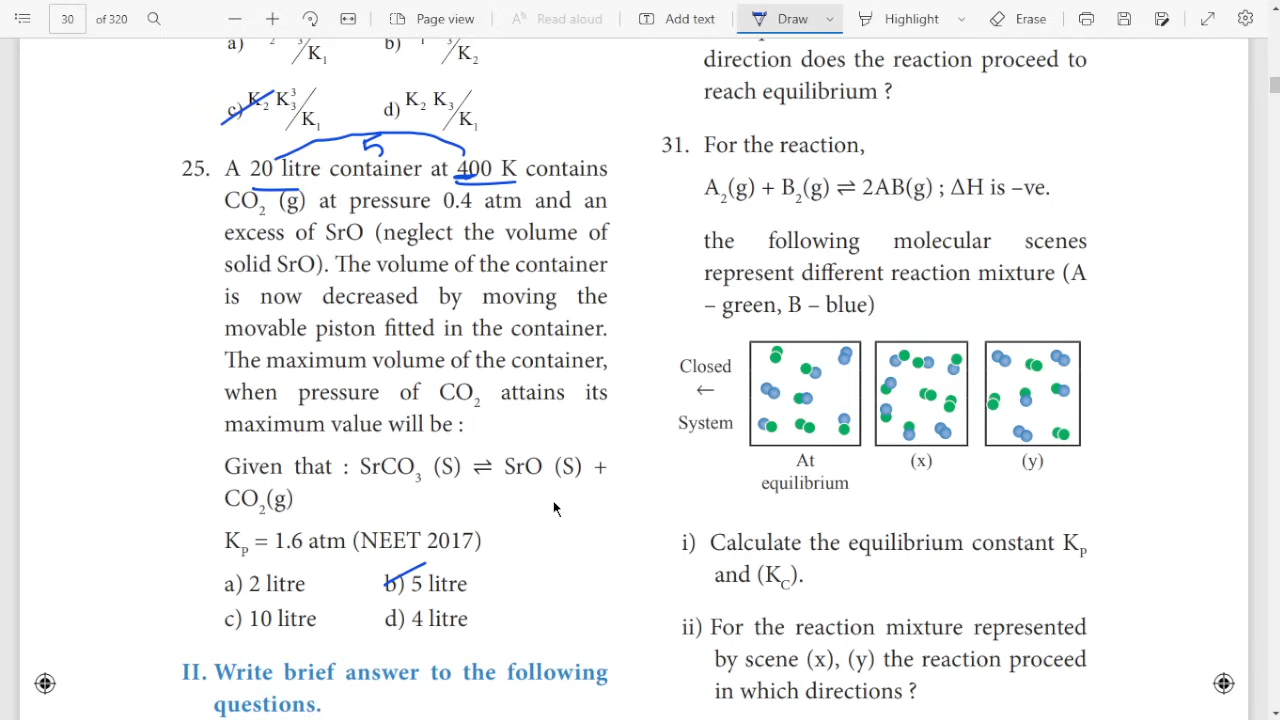 30 of 320
Page view
Read aloud
Add text
Draw
Highlight
Erase
a) 2 3/K1 b) 1 3/K2
c) K2 K3^3/K1 d) K2 K3/K1
5
25. A 20 litre container at 400 K contains
CO2 (g) at pressure 0.4 atm and an
excess of SrO (neglect the volume of
solid SrO). The volume of the container
is now decreased by moving the
movable piston fitted in the container.
The maximum volume of the container,
when pressure of CO2 attains its
maximum value will be :
Given that : SrCO3 (S) ⇌ SrO (S) +
CO2(g)
Kp = 1.6 atm (NEET 2017)
a) 2 litre b) 5 litre
c) 10 litre d) 4 litre
II. Write brief answer to the following
questions.
direction does the reaction proceed to
reach equilibrium ?
31. For the reaction,
A2(g) + B2(g) ⇌ 2AB(g) ; ΔH is –ve.
the following molecular scenes
represent different reaction mixture (A
– green, B – blue)
Closed
←
System
At
equilibrium
(x)
(y)
i) Calculate the equilibrium constant Kp
and (KC).
ii) For the reaction mixture represented
by scene (x), (y) the reaction proceed
in which directions ?